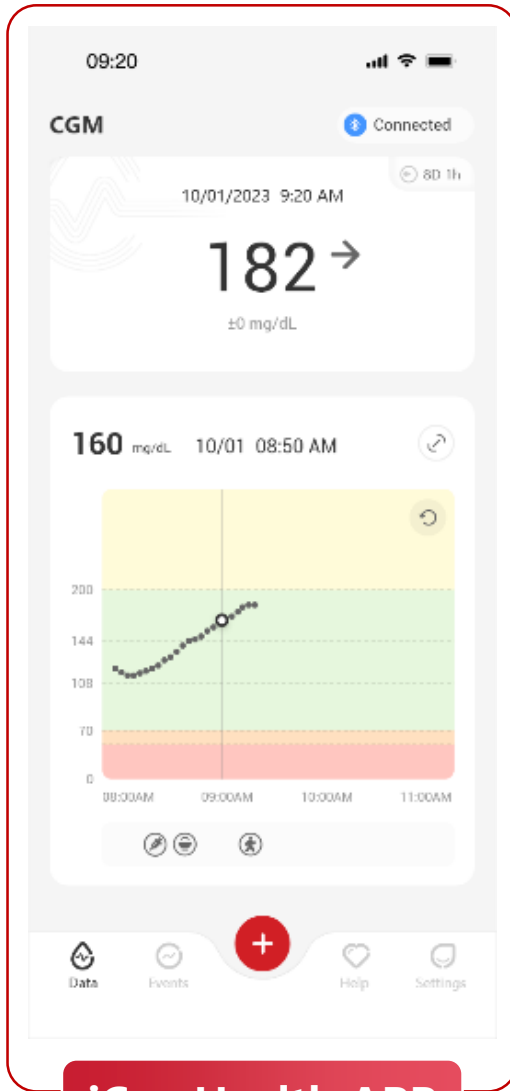 09:20
CGM
Connected
8D 1h
10/01/2023 9:20 AM
182
±0 mg/dL
160 mg/dL 10/01 08:50 AM
200
144
108
70
0
08:00AM 09:00AM 10:00AM 11:00AM
Data Events Help Settings